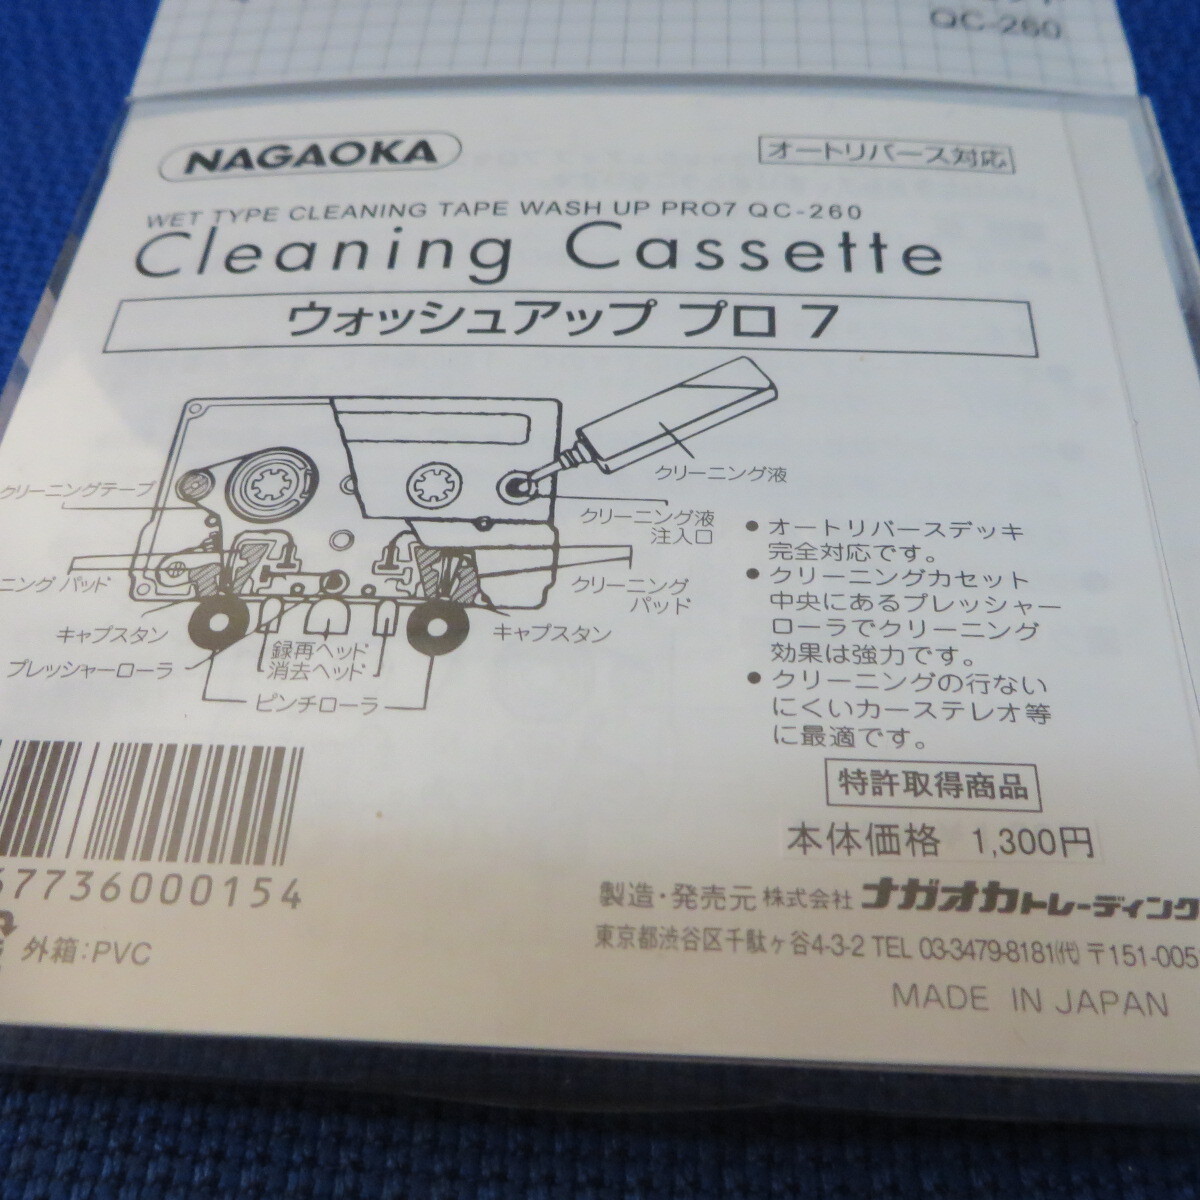 QC-260
NAGAOKA
オートリバース対応
WET TYPE CLEANING TAPE WASH UP PRO7 QC-260
Cleaning Cassette
ウォッシュアップ プロ 7
クリーニング液
クリーニングテープ
クリーニング液
注入口
ニング パッド
クリーニング
パッド
キャプスタン
キャプスタン
プレッシャーローラ
録再ヘッド
消去ヘッド
ピンチローラ
● オートリバースデッキ
完全対応です。
● クリーニングカセット
中央にあるプレッシャー
ローラでクリーニング
効果は強力です。
● クリーニングの行ない
にくいカーステレオ等
に最適です。
特許取得商品
本体価格 1,300円
67736000154
外箱:PVC
製造・発売元 株式会社 ナガオカトレーディング
東京都渋谷区千駄ヶ谷4-3-2 TEL 03-3479-8181(代) 〒151-005
MADE IN JAPAN